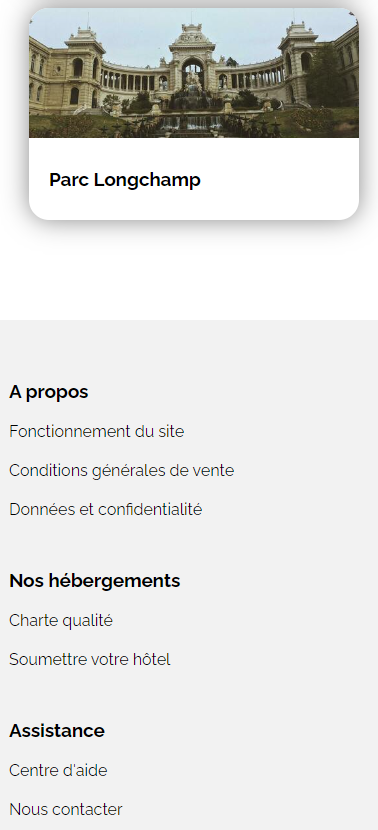 Parc Longchamp
A propos
Fonctionnement du site
Conditions générales de vente
Données et confidentialité
Nos hébergements
Charte qualité
Soumettre votre hôtel
Assistance
Centre d'aide
Nous contacter